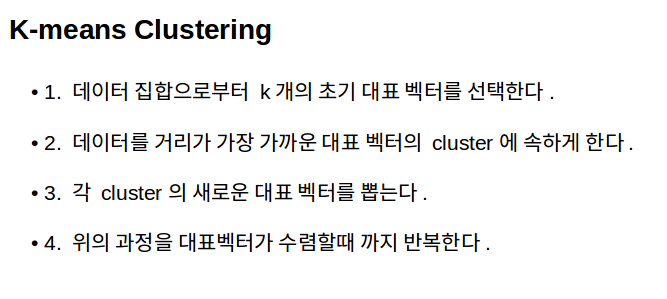 K-means Clustering
• 1. 데이터 집합으로부터 k 개의 초기 대표 벡터를 선택한다 .
• 2. 데이터를 거리가 가장 가까운 대표 벡터의 cluster 에 속하게 한다 .
• 3. 각 cluster 의 새로운 대표 벡터를 뽑는다 .
• 4. 위의 과정을 대표벡터가 수렴할때 까지 반복한다 .